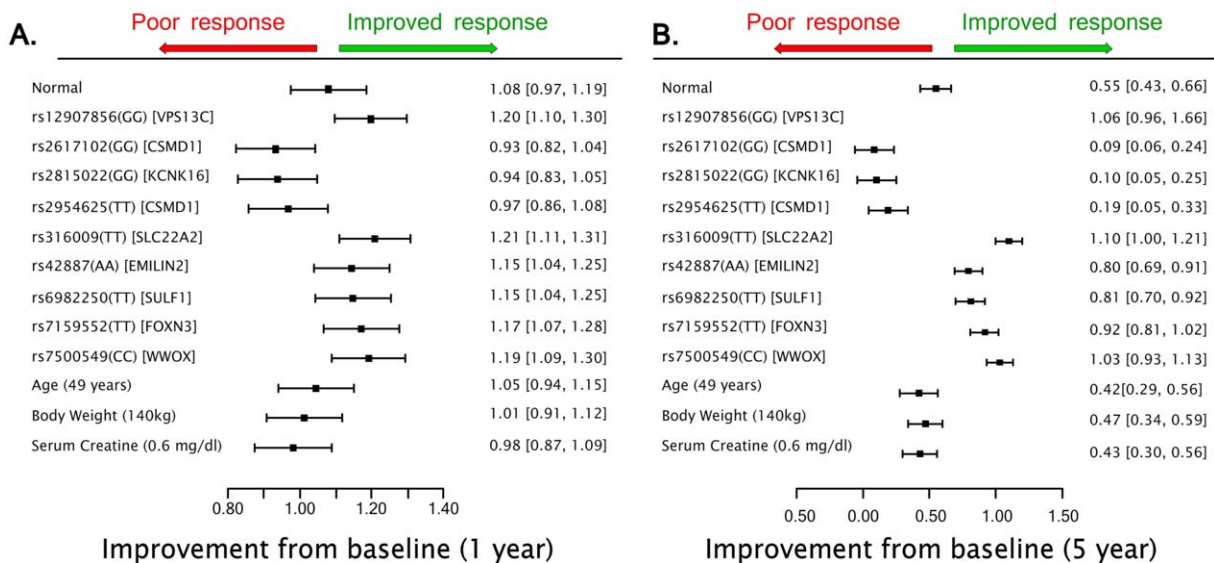 A.
Poor response Improved response
Normal 1.08 [0.97, 1.19]
rs12907856(GG) [VPS13C] 1.20 [1.10, 1.30]
rs2617102(GG) [CSMD1] 0.93 [0.82, 1.04]
rs2815022(GG) [KCNK16] 0.94 [0.83, 1.05]
rs2954625(TT) [CSMD1] 0.97 [0.86, 1.08]
rs316009(TT) [SLC22A2] 1.21 [1.11, 1.31]
rs42887(AA) [EMILIN2] 1.15 [1.04, 1.25]
rs6982250(TT) [SULF1] 1.15 [1.04, 1.25]
rs7159552(TT) [FOXN3] 1.17 [1.07, 1.28]
rs7500549(CC) [WWOX] 1.19 [1.09, 1.30]
Age (49 years) 1.05 [0.94, 1.15]
Body Weight (140kg) 1.01 [0.91, 1.12]
Serum Creatine (0.6 mg/dl) 0.98 [0.87, 1.09]
0.80 1.00 1.20 1.40
Improvement from baseline (1 year)
B.
Poor response Improved response
Normal 0.55 [0.43, 0.66]
rs12907856(GG) [VPS13C] 1.06 [0.96, 1.66]
rs2617102(GG) [CSMD1] 0.09 [0.06, 0.24]
rs2815022(GG) [KCNK16] 0.10 [0.05, 0.25]
rs2954625(TT) [CSMD1] 0.19 [0.05, 0.33]
rs316009(TT) [SLC22A2] 1.10 [1.00, 1.21]
rs42887(AA) [EMILIN2] 0.80 [0.69, 0.91]
rs6982250(TT) [SULF1] 0.81 [0.70, 0.92]
rs7159552(TT) [FOXN3] 0.92 [0.81, 1.02]
rs7500549(CC) [WWOX] 1.03 [0.93, 1.13]
Age (49 years) 0.42[0.29, 0.56]
Body Weight (140kg) 0.47 [0.34, 0.59]
Serum Creatine (0.6 mg/dl) 0.43 [0.30, 0.56]
0.50 0.00 0.50 1.00 0.50
Improvement from baseline (5 year)